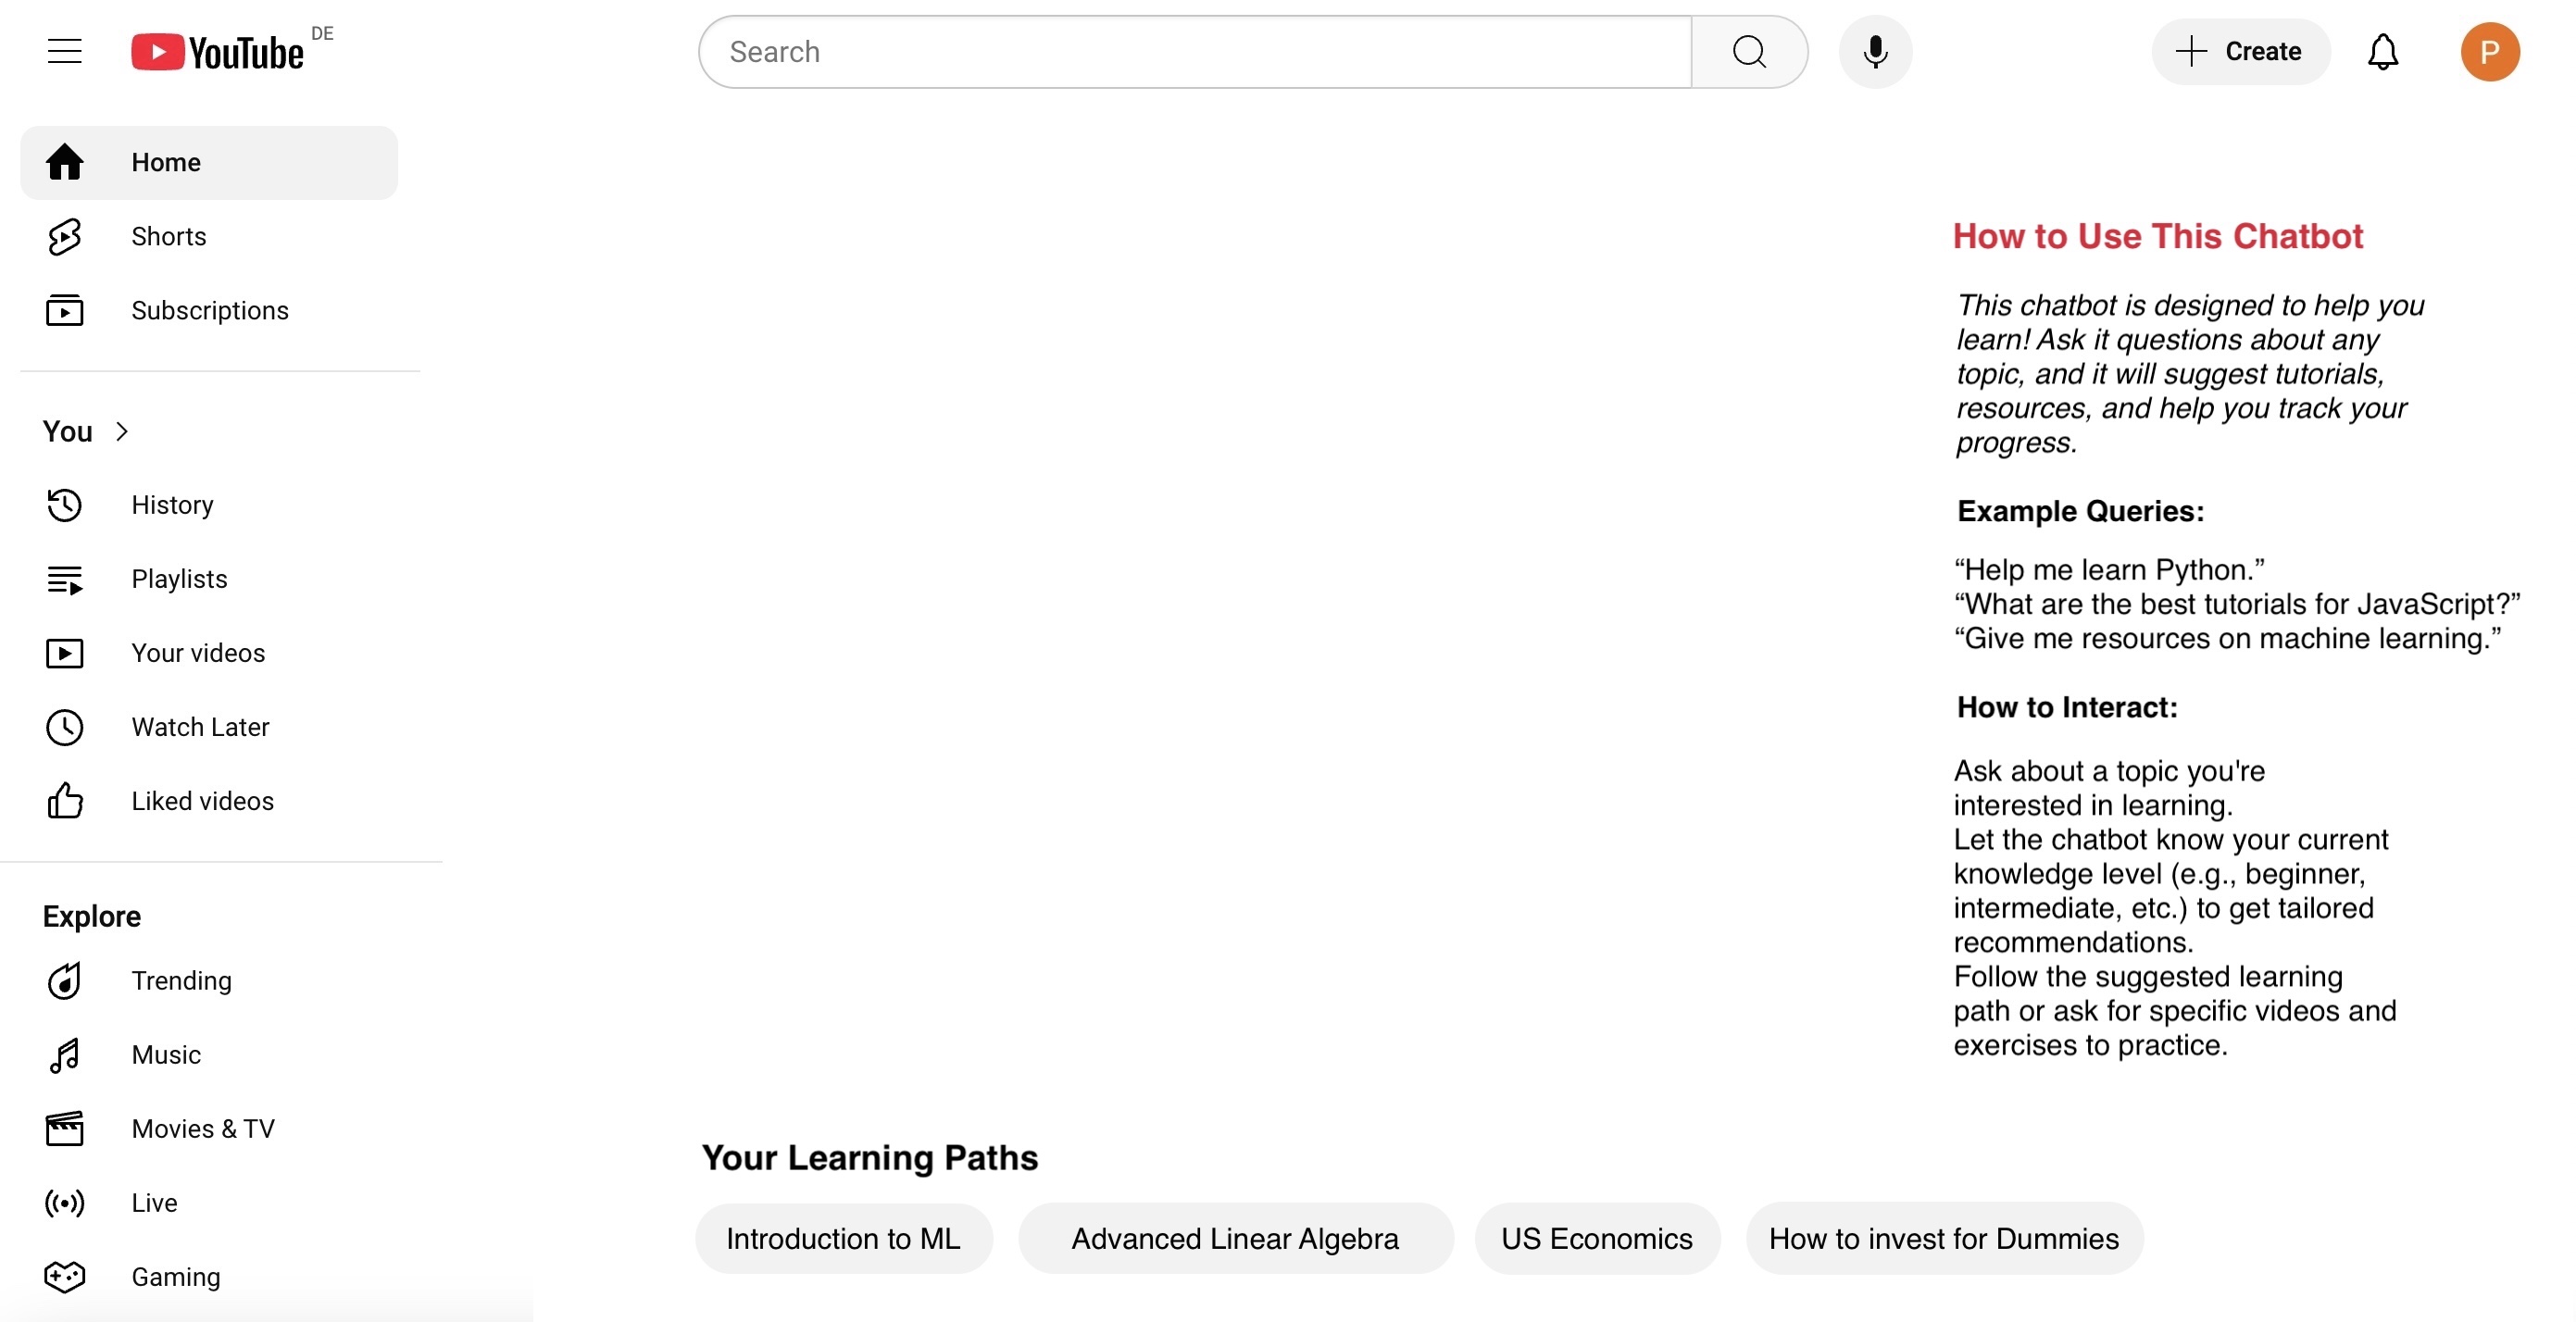 YouTube DE
Search
Create
P
Home
Shorts
Subscriptions
You
History
Playlists
Your videos
Watch Later
Liked videos
Explore
Trending
Music
Movies & TV
Live
Gaming
How to Use This Chatbot
This chatbot is designed to help you
learn! Ask it questions about any
topic, and it will suggest tutorials,
resources, and help you track your
progress.
Example Queries:
“Help me learn Python.”
“What are the best tutorials for JavaScript?”
“Give me resources on machine learning.”
How to Interact:
Ask about a topic you're
interested in learning.
Let the chatbot know your current
knowledge level (e.g., beginner,
intermediate, etc.) to get tailored
recommendations.
Follow the suggested learning
path or ask for specific videos and
exercises to practice.
Your Learning Paths
Introduction to ML
Advanced Linear Algebra
US Economics
How to invest for Dummies